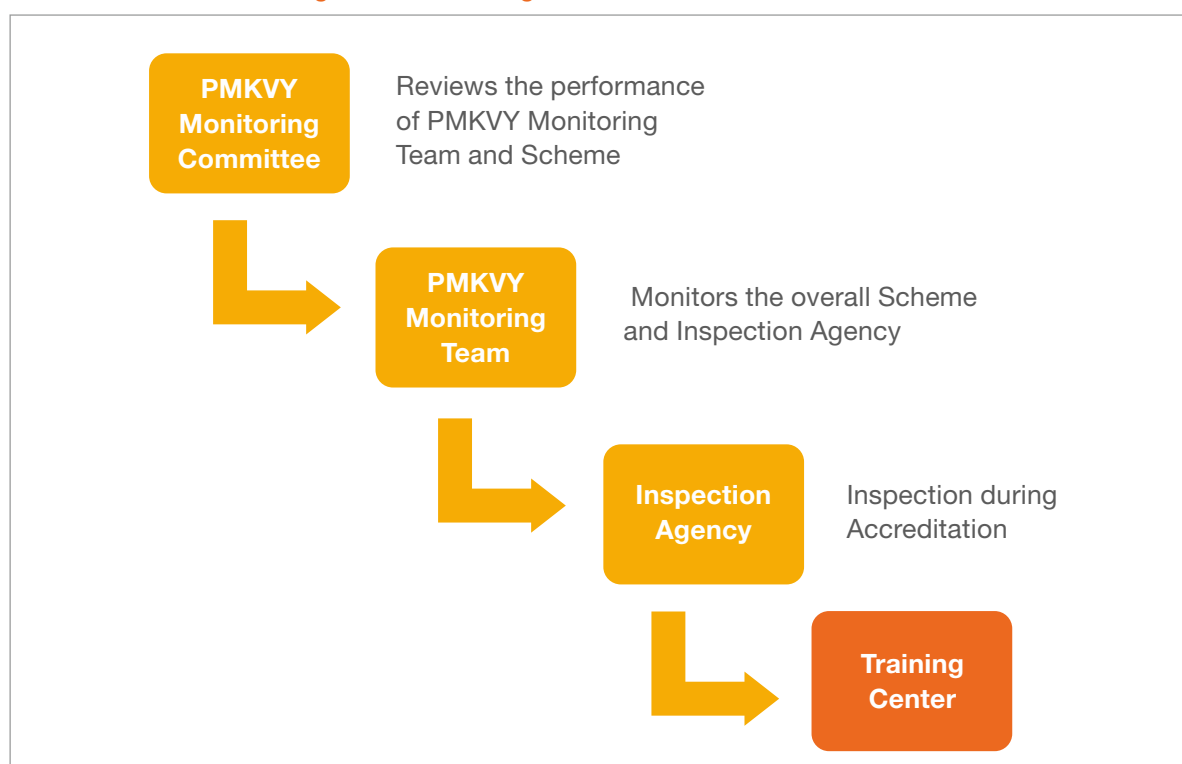 PMKVY
Monitoring
Committee
Reviews the performance
of PMKVY Monitoring
Team and Scheme
PMKVY
Monitoring
Team
Monitors the overall Scheme
and Inspection Agency
Inspection
Agency
Inspection during
Accreditation
Training
Center